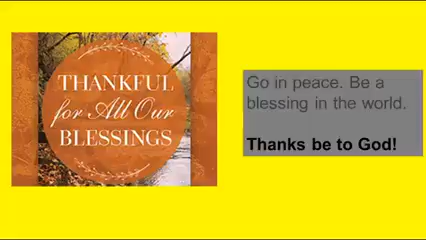 THANKFUL
for All Our
BLESSINGS
Go in peace. Be a
blessing in the world.
Thanks be to God!